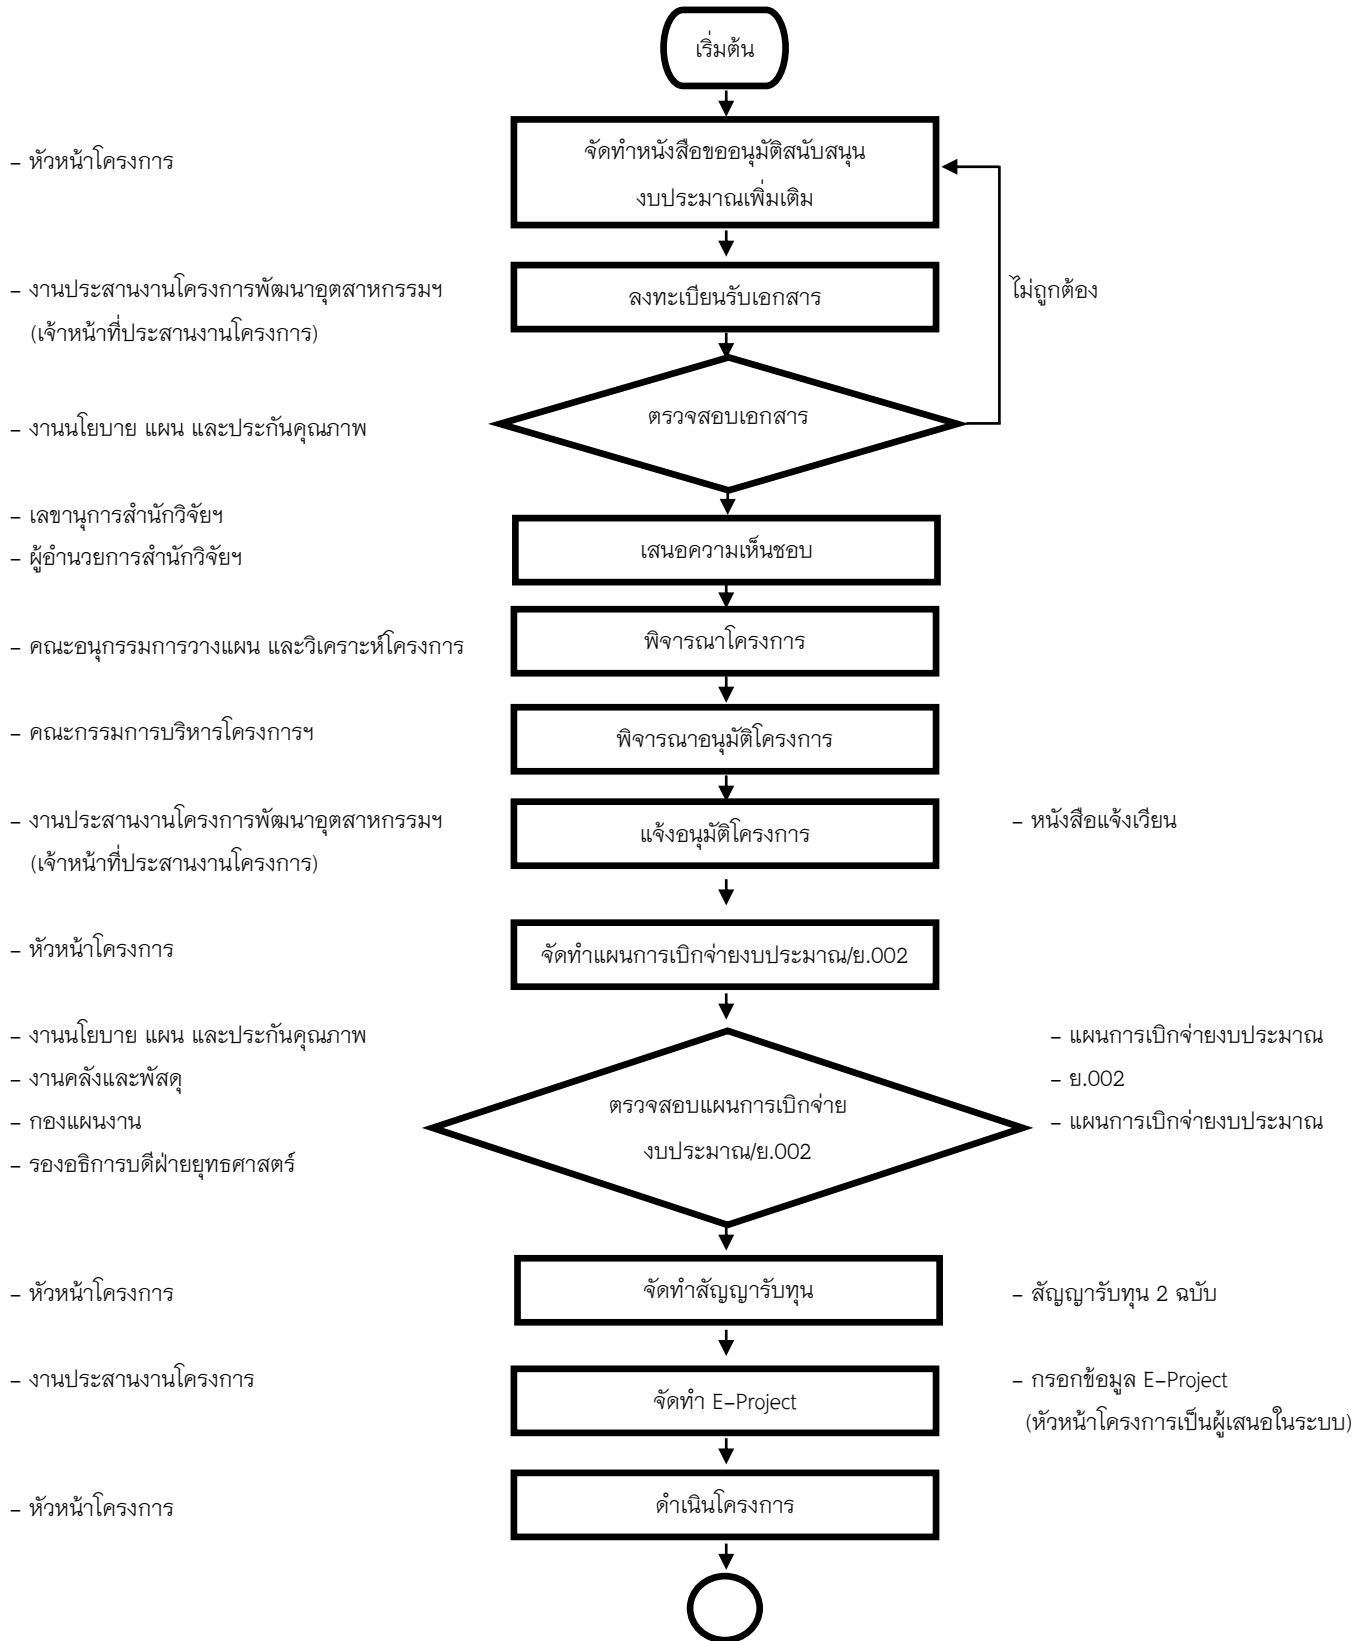 เริ่มต้น
– หัวหน้าโครงการ
จัดทำหนังสือขออนุมัติสนับสนุน
งบประมาณเพิ่มเติม
– งานประสานงานโครงการพัฒนาอุตสาหกรรมฯ
(เจ้าหน้าที่ประสานงานโครงการ)
ลงทะเบียนรับเอกสาร
ไม่ถูกต้อง
– งานนโยบาย แผน และประกันคุณภาพ
ตรวจสอบเอกสาร
– เลขานุการสำนักวิจัยฯ
– ผู้อำนวยการสำนักวิจัยฯ
เสนอความเห็นชอบ
– คณะอนุกรรมการวางแผน และวิเคราะห์โครงการ
พิจารณาโครงการ
– คณะกรรมการบริหารโครงการฯ
พิจารณาอนุมัติโครงการ
– งานประสานงานโครงการพัฒนาอุตสาหกรรมฯ
(เจ้าหน้าที่ประสานงานโครงการ)
แจ้งอนุมัติโครงการ
– หนังสือแจ้งเวียน
– หัวหน้าโครงการ
จัดทำแผนการเบิกจ่ายงบประมาณ/ย.002
– งานนโยบาย แผน และประกันคุณภาพ
– งานคลังและพัสดุ
– กองแผนงาน
– รองอธิการบดีฝ่ายยุทธศาสตร์
ตรวจสอบแผนการเบิกจ่าย
งบประมาณ/ย.002
– แผนการเบิกจ่ายงบประมาณ
– ย.002
– แผนการเบิกจ่ายงบประมาณ
– หัวหน้าโครงการ
จัดทำสัญญารับทุน
– สัญญารับทุน 2 ฉบับ
– งานประสานงานโครงการ
จัดทำ E–Project
– กรอกข้อมูล E–Project
(หัวหน้าโครงการเป็นผู้เสนอในระบบ)
– หัวหน้าโครงการ
ดำเนินโครงการ